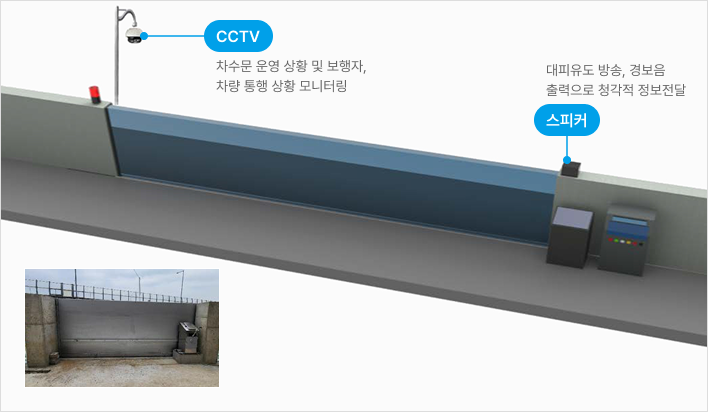 CCTV
차수문 운영 상황 및 보행자,
차량 통행 상황 모니터링
대피유도 방송, 경보음
출력으로 청각적 정보전달
스피커